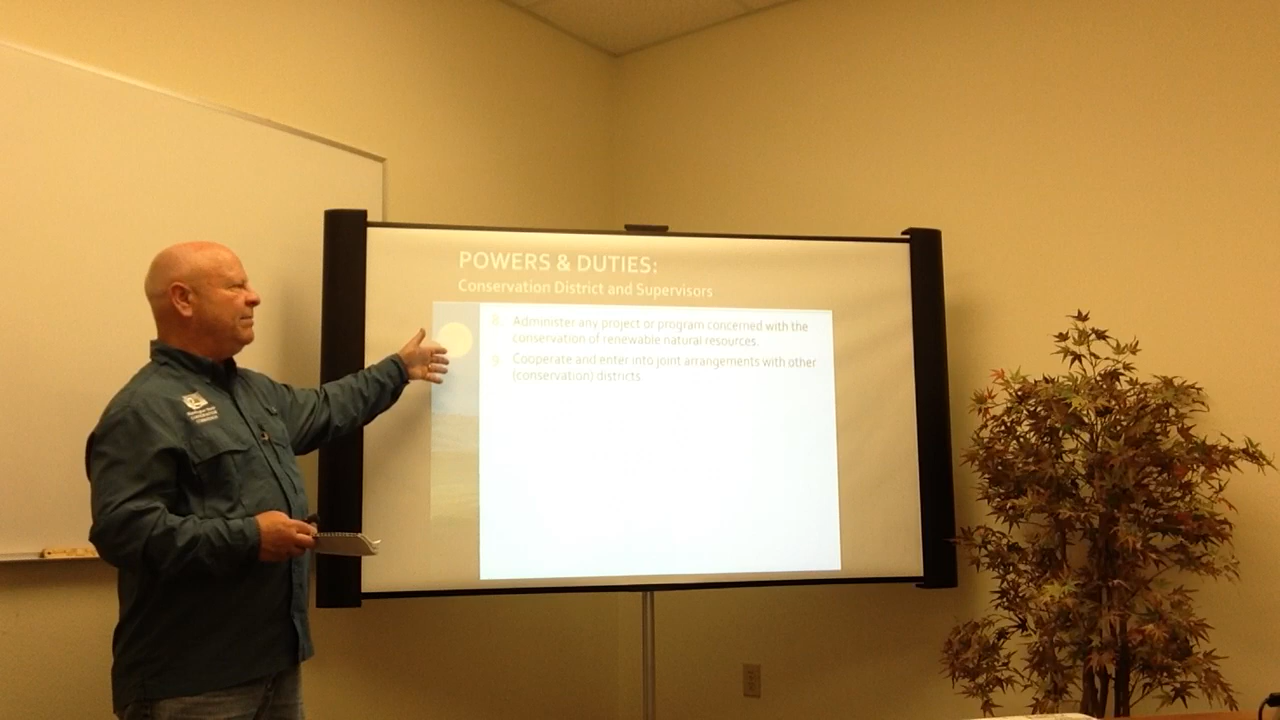 POWERS & DUTIES:
Conservation District and Supervisors
8. Administer any project or program concerned with the
conservation of renewable natural resources.
9. Cooperate and enter into joint arrangements with other
(conservation) districts.